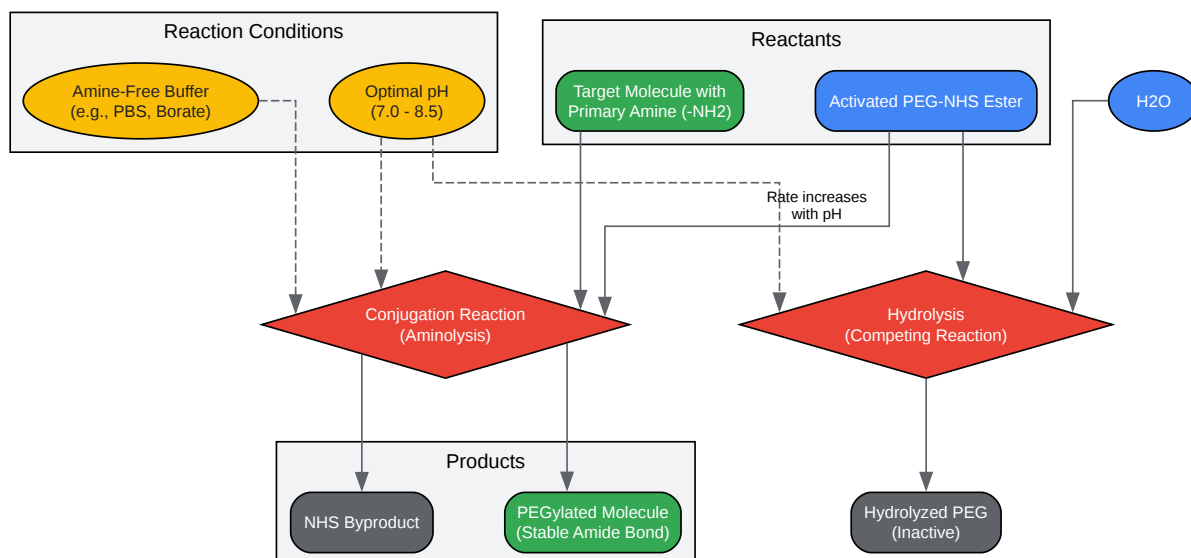 Reaction Conditions
Reactants
Amine-Free Buffer
(e.g., PBS, Borate)
Optimal pH
(7.0 - 8.5)
Target Molecule with
Primary Amine (-NH2)
Activated PEG-NHS Ester
H2O
Rate increases
with pH
Conjugation Reaction
(Aminolysis)
Hydrolysis
(Competing Reaction)
Products
NHS Byproduct
PEGylated Molecule
(Stable Amide Bond)
Hydrolyzed PEG
(Inactive)